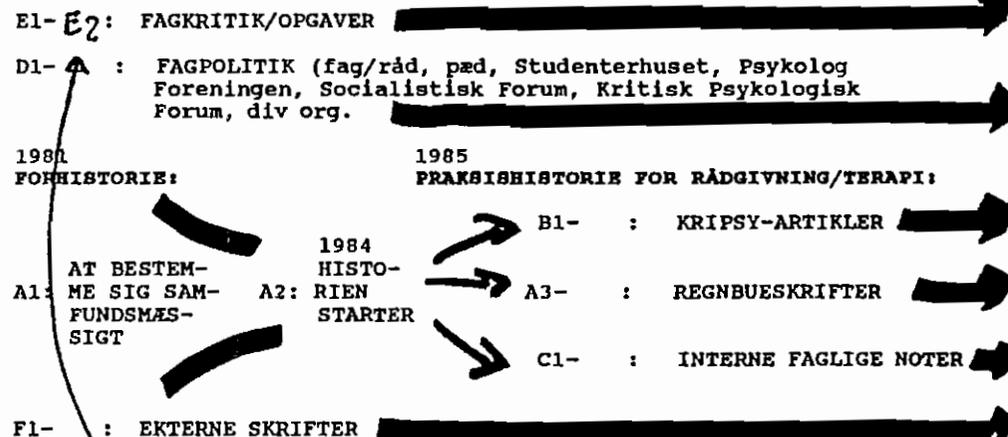 E1- E2: FAGKRITIK/OPGAVER
D1- : FAGPOLITIK (fag/råd, pæd, Studenterhuset, Psykolog
Foreningen, Socialistisk Forum, Kritisk Psykologisk
Forum, div org.
1981
FORHISTORIE:
1985
PRAKSISHISTORIE FOR RÅDGIVNING/TERAPI:
B1- : KRIPSY-ARTIKLER
1984
AT BESTEM- HISTO-
A1: ME SIG SAM- A2: RIEN A3- : REGNBUESKRIFTER
FUNDSMÆS- STARTER
SIGT
C1- : INTERNE FAGLIGE NOTER
F1- : EKTERNE SKRIFTER